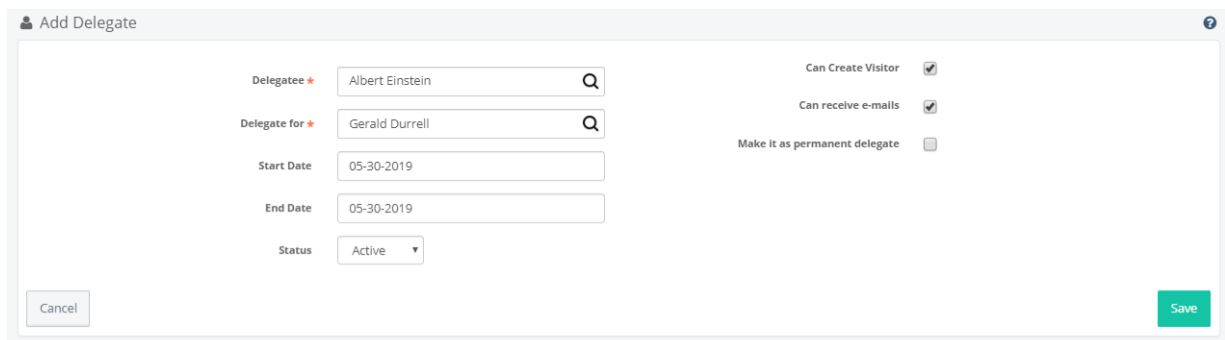 Add Delegate
Delegatee *
Albert Einstein
Can Create Visitor
Delegate for *
Gerald Durrell
Can receive e-mails
Start Date
05-30-2019
Make it as permanent delegate
End Date
05-30-2019
Status
Active
Cancel
Save